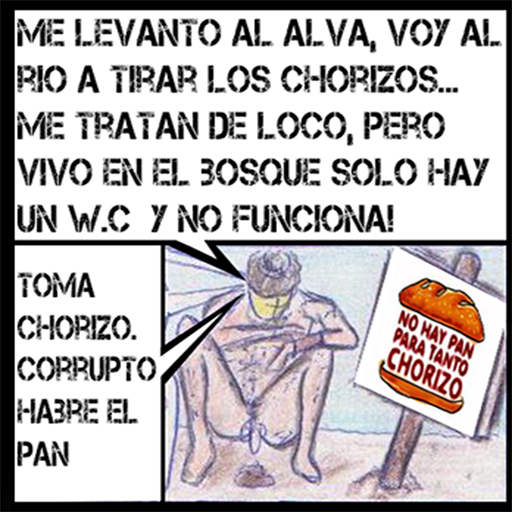 ME LEVANTO AL ALVA, VOY AL
RIO A TIRAR LOS CHORIZOS...
ME TRATAN DE LOCO, PERO
VIVO EN EL BOSQUE SOLO HAY
UN W.C Y NO FUNCIONA!
TOMA
CHORIZO.
CORRUPTO
HABRE EL
PAN
NO HAY PAN
PARA TANTO
CHORIZO